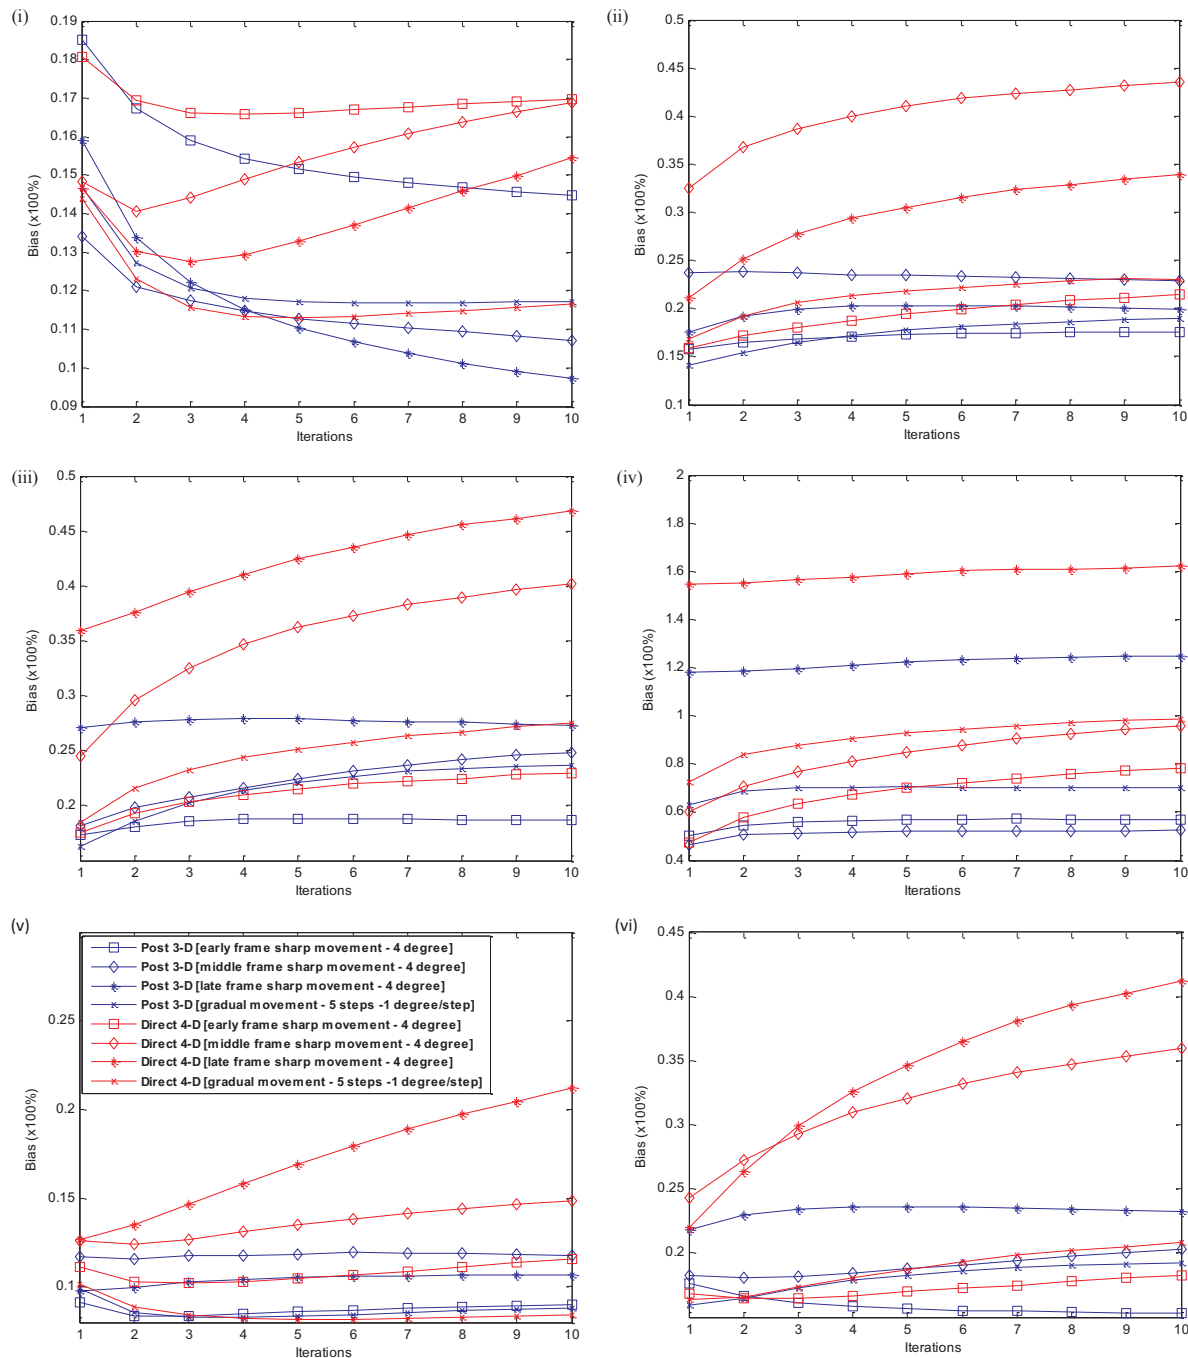 (i)
0.19
0.18
0.17
0.16
0.15
0.14
0.13
0.12
0.11
0.1
0.09
Bias (x100%)
1 2 3 4 5 6 7 8 9 10
Iterations
(ii)
0.5
0.45
0.4
0.35
0.3
0.25
0.2
0.15
0.1
Bias (x100%)
1 2 3 4 5 6 7 8 9 10
Iterations
(iii)
0.5
0.45
0.4
0.35
0.3
0.25
0.2
Bias (x100%)
1 2 3 4 5 6 7 8 9 10
Iterations
(iv)
2
1.8
1.6
1.4
1.2
1
0.8
0.6
0.4
Bias (x100%)
1 2 3 4 5 6 7 8 9 10
Iterations
(v)
Post 3-D [early frame sharp movement - 4 degree]
Post 3-D [middle frame sharp movement - 4 degree]
Post 3-D [late frame sharp movement - 4 degree]
Post 3-D [gradual movement - 5 steps -1 degree/step]
Direct 4-D [early frame sharp movement - 4 degree]
Direct 4-D [middle frame sharp movement - 4 degree]
Direct 4-D [late frame sharp movement - 4 degree]
Direct 4-D [gradual movement - 5 steps -1 degree/step]
0.25
0.2
0.15
0.1
Bias (x100%)
1 2 3 4 5 6 7 8 9 10
Iterations
(vi)
0.45
0.4
0.35
0.3
0.25
0.2
Bias (x100%)
1 2 3 4 5 6 7 8 9 10
Iterations